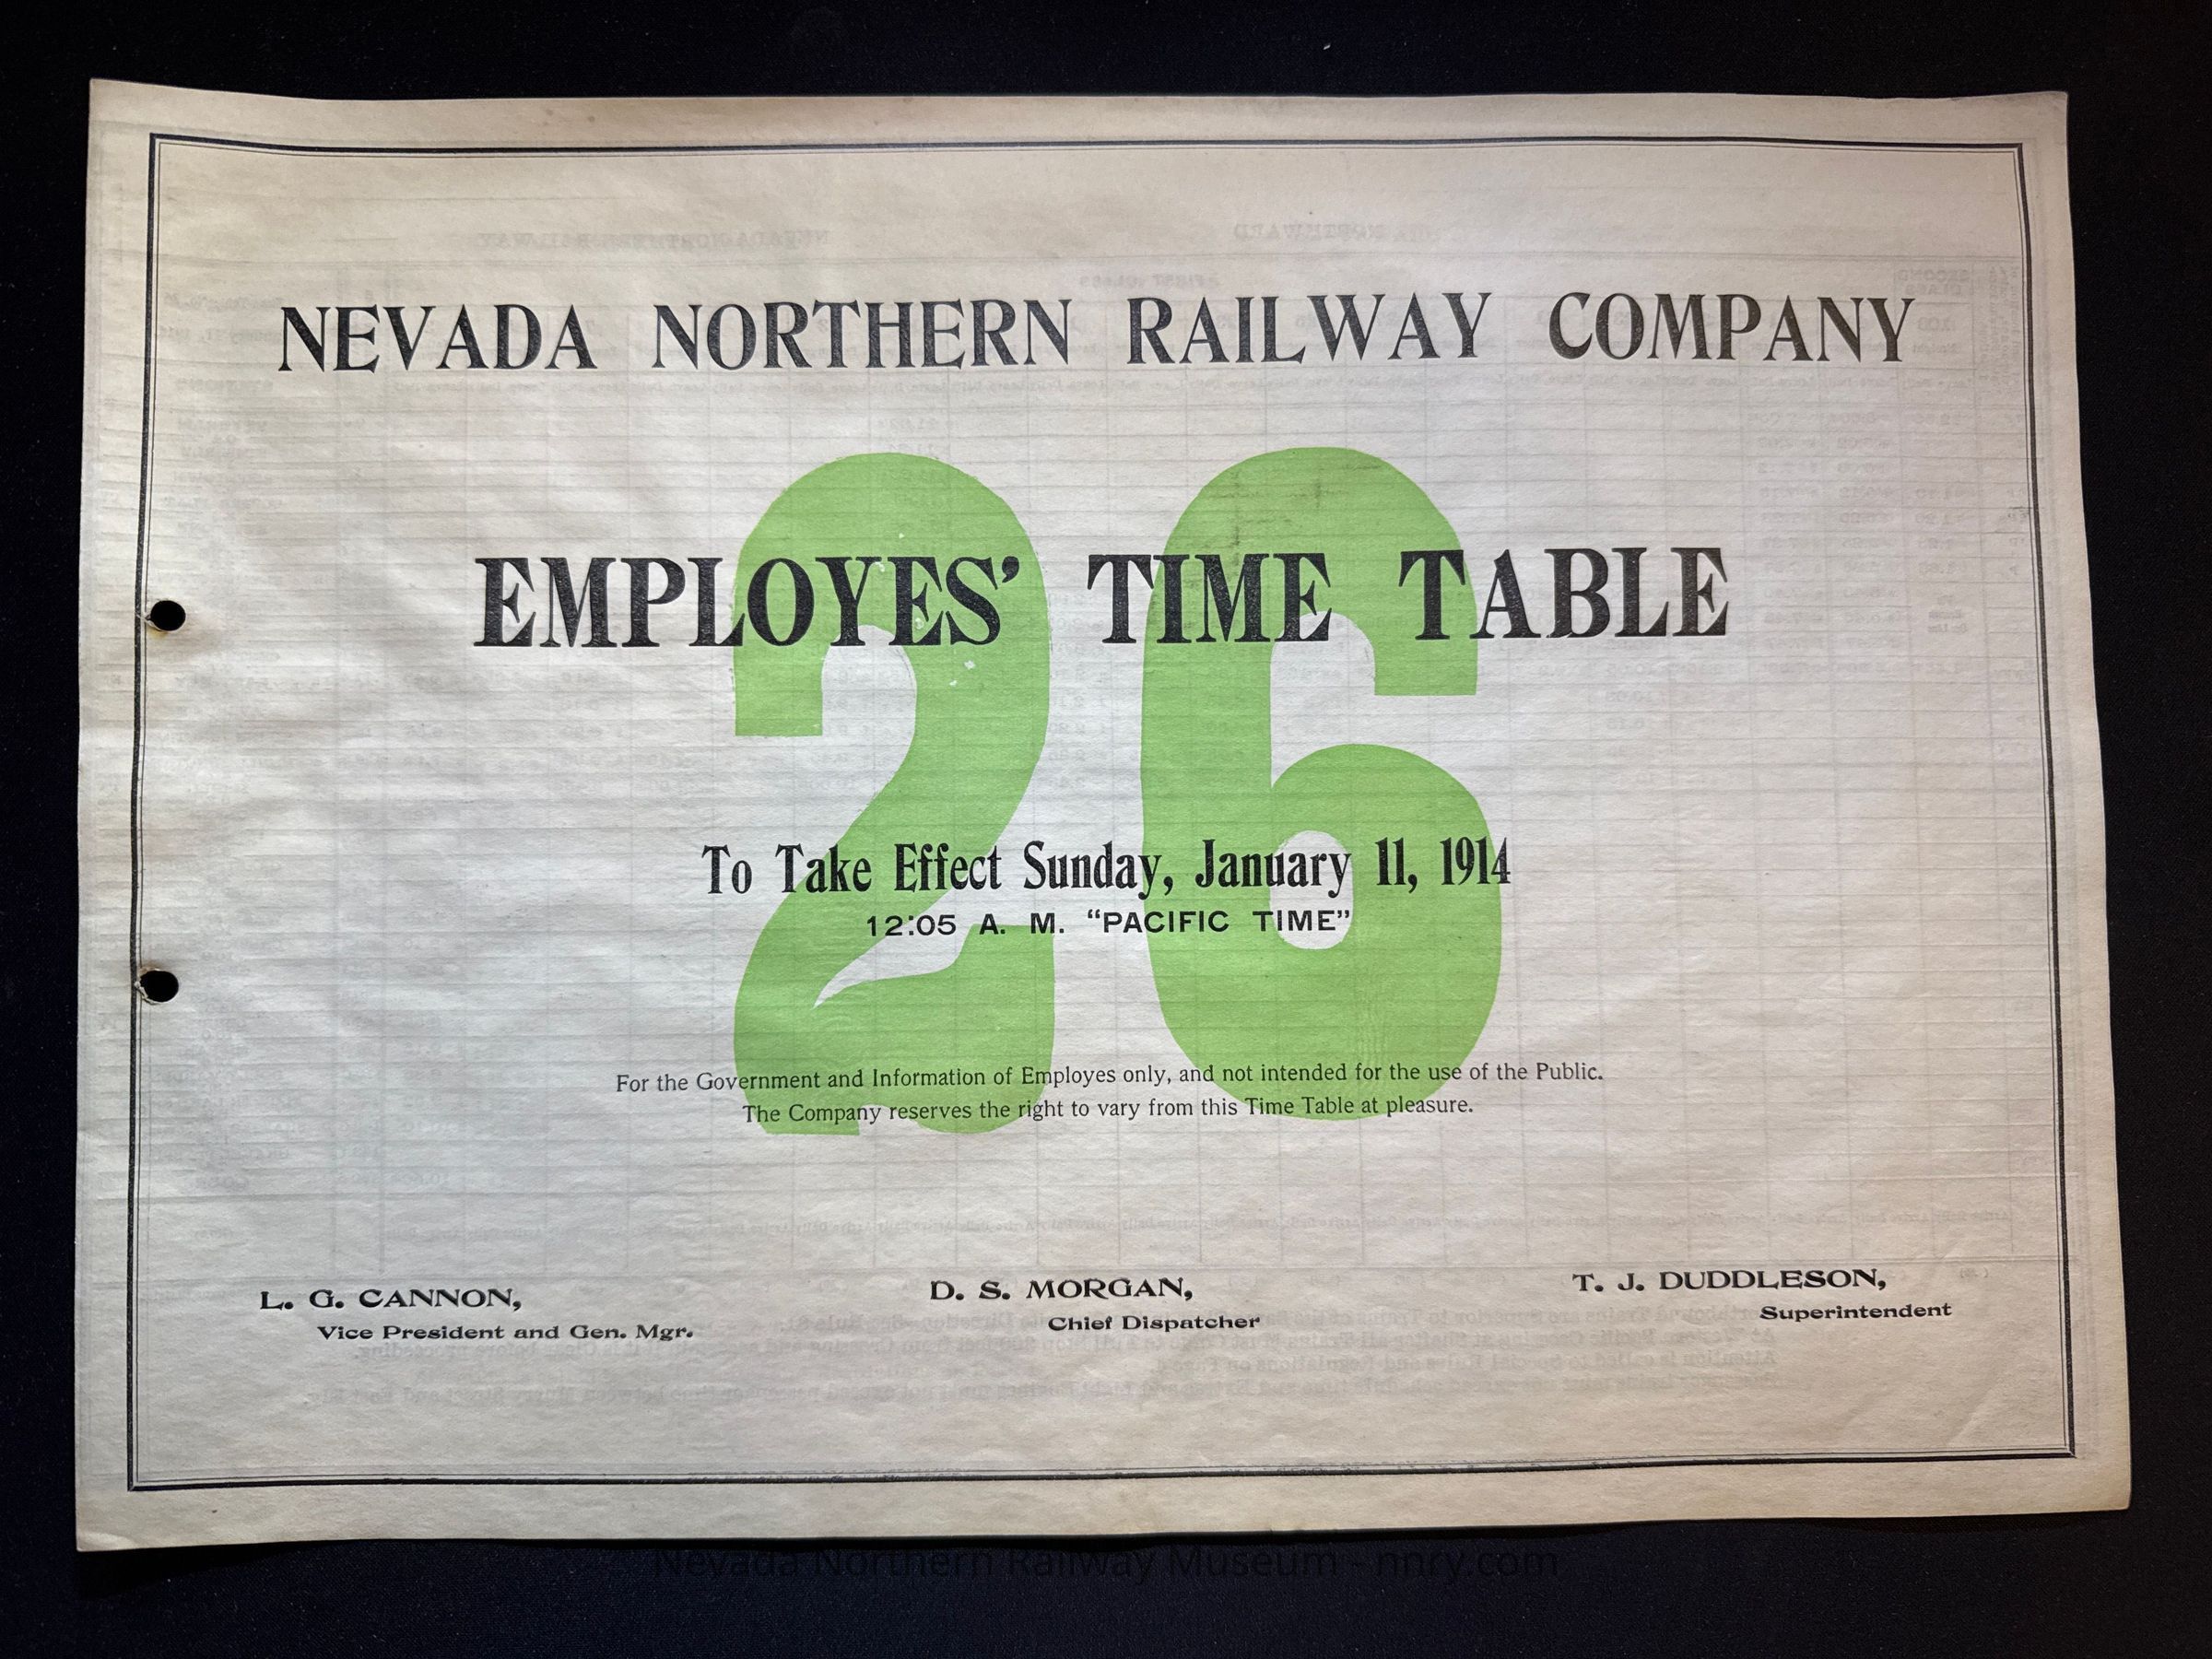 NEVADA NORTHERN RAILWAY COMPANY
26
EMPLOYES' TIME TABLE
To Take Effect Sunday, January 11, 1914
12:05 A. M. “PACIFIC TIME”
For the Government and Information of Employes only, and not intended for the use of the Public.
The Company reserves the right to vary from this Time Table at pleasure.
L. G. CANNON,
Vice President and Gen. Mgr.
D. S. MORGAN,
Chief Dispatcher
T. J. DUDDLESON,
Superintendent
Nevada Northern Railway Museum - nnry.com